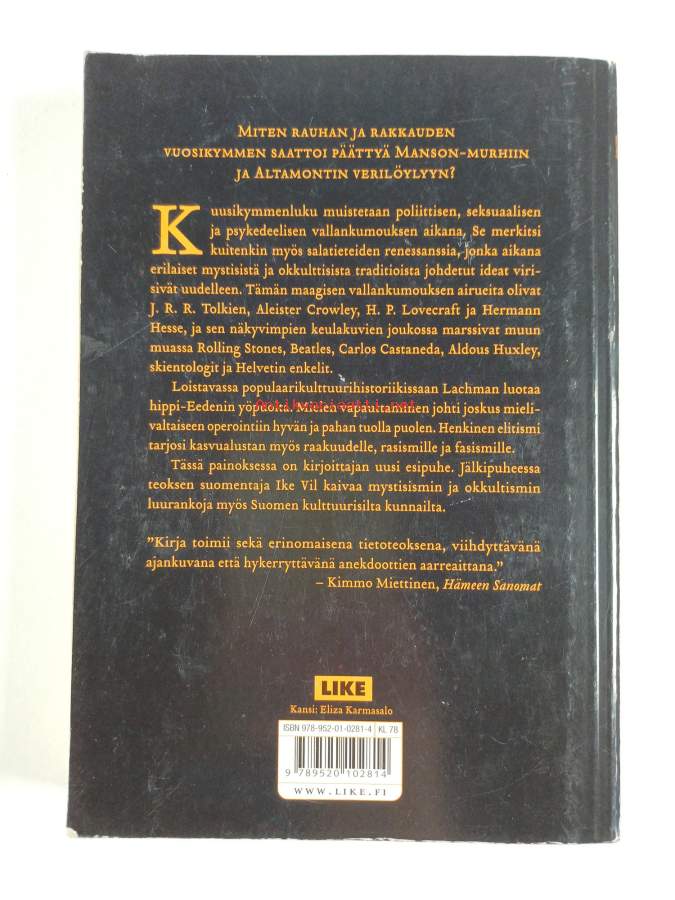 MITEN RAUHAN JA RAKKAUDEN
VUOSIKYMMEN SAATTOI PÄÄTTYÄ MANSON-MURHIIN
JA ALTAMONTIN VERILÖYLYYN?
Kuusikymmenluku muistetaan poliittisen, seksuaalisen
ja psykedeelisen vallankumouksen aikana. Se merkitsi
kuitenkin myös salatieteiden renessanssia, jonka aikana
erilaiset mystisistä ja okkulttisista traditioista johdetut ideat viri-
sivät uudelleen. Tämän maagisen vallankumouksen airueita olivat
J. R. R. Tolkien, Aleister Crowley, H. P. Lovecraft ja Hermann
Hesse, ja sen näkyvimpien keulakuvien joukossa marssivat muun
muassa Rolling Stones, Beatles, Carlos Castaneda, Aldous Huxley,
skientologit ja Helvetin enkelit.
Loistavassa populaarikulttuurihistoriikissaan Lachman luotaa
hippi-Eedenin yöpuolta. Mielen vapauttaminen johti joskus mieli-
valtaiseen operointiin hyvän ja pahan tuolla puolen. Henkinen elitismi
tarjosi kasvualustan myös raakuudelle, rasismille ja fasismille.
Tässä painoksessa on kirjoittajan uusi esipuhe. Jälkipuheessa
teoksen suomentaja Ike Vil kaivaa mystisismin ja okkultismin
luurankoja myös Suomen kulttuurisilta kunnailta.
"Kirja toimii sekä erinomaisena tietoteoksena, viihdyttävänä
ajankuvana että hykerryttävänä anekdoottien aarreaittana."
– Kimmo Miettinen, Hämeen Sanomat
LIKE
Kansi: Eliza Karmasalo
ISBN 978-952-01-0281-4 KL 78
9 789520 102814
WWW.LIKE.FI